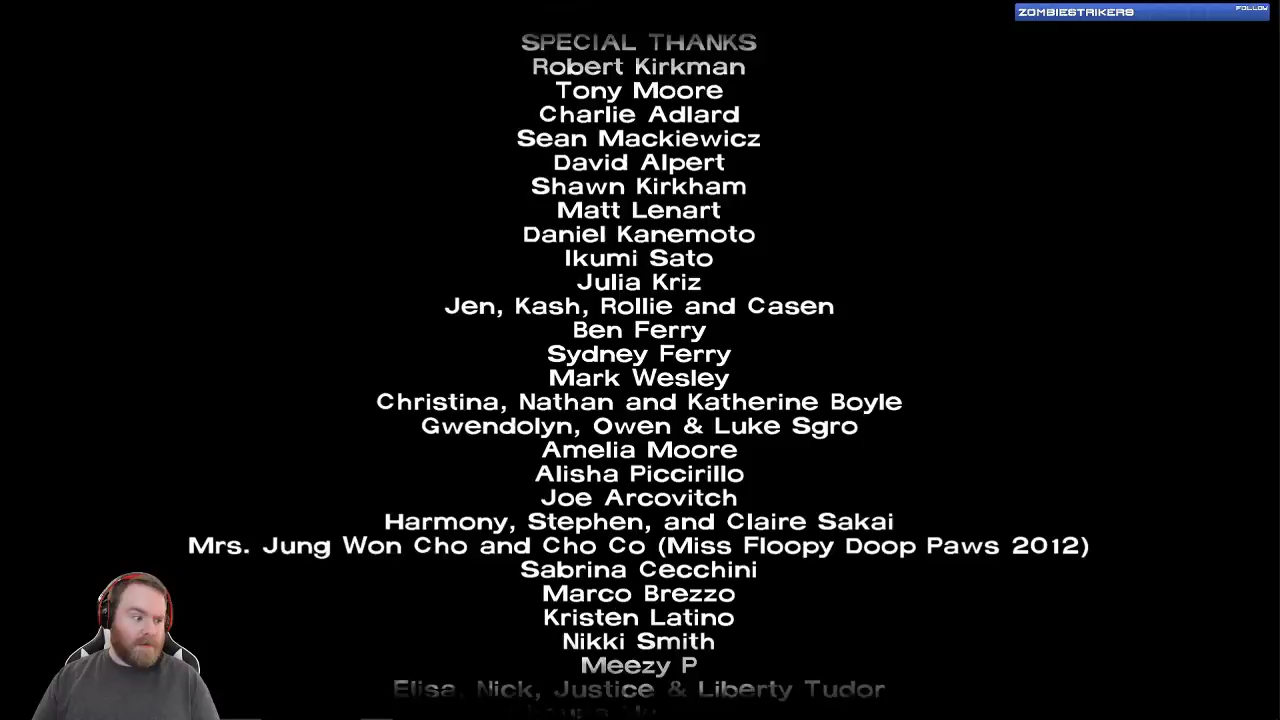 ZOMBIESTRIKERS
FOLLOW
SPECIAL THANKS
Robert Kirkman
Tony Moore
Charlie Adlard
Sean Mackiewicz
David Alpert
Shawn Kirkham
Matt Lenart
Daniel Kanemoto
Ikumi Sato
Julia Kriz
Jen, Kash, Rollie and Casen
Ben Ferry
Sydney Ferry
Mark Wesley
Christina, Nathan and Katherine Boyle
Gwendolyn, Owen & Luke Sgro
Amelia Moore
Alisha Piccirillo
Joe Arcovitch
Harmony, Stephen, and Claire Sakai
Mrs. Jung Won Cho and Cho Co (Miss Floopy Doop Paws 2012)
Sabrina Cecchini
Marco Brezzo
Kristen Latino
Nikki Smith
Meezy P
Elisa, Nick, Justice & Liberty Tudor